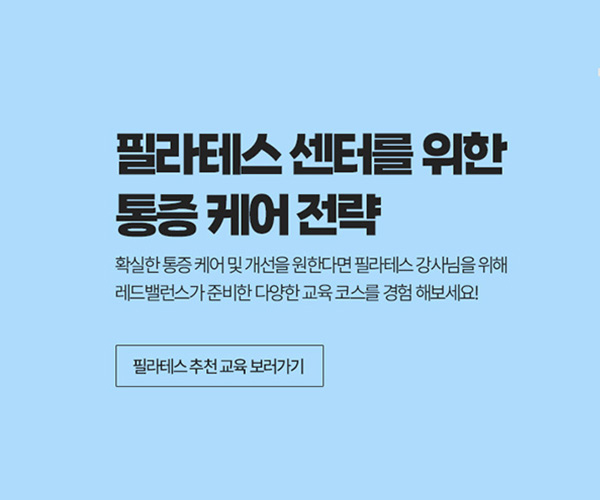 필라테스 센터를 위한
통증 케어 전략
확실한 통증 케어 및 개선을 원한다면 필라테스 강사님을 위해
레드밸런스가 준비한 다양한 교육 코스를 경험 해보세요!
필라테스 추천 교육 보러가기